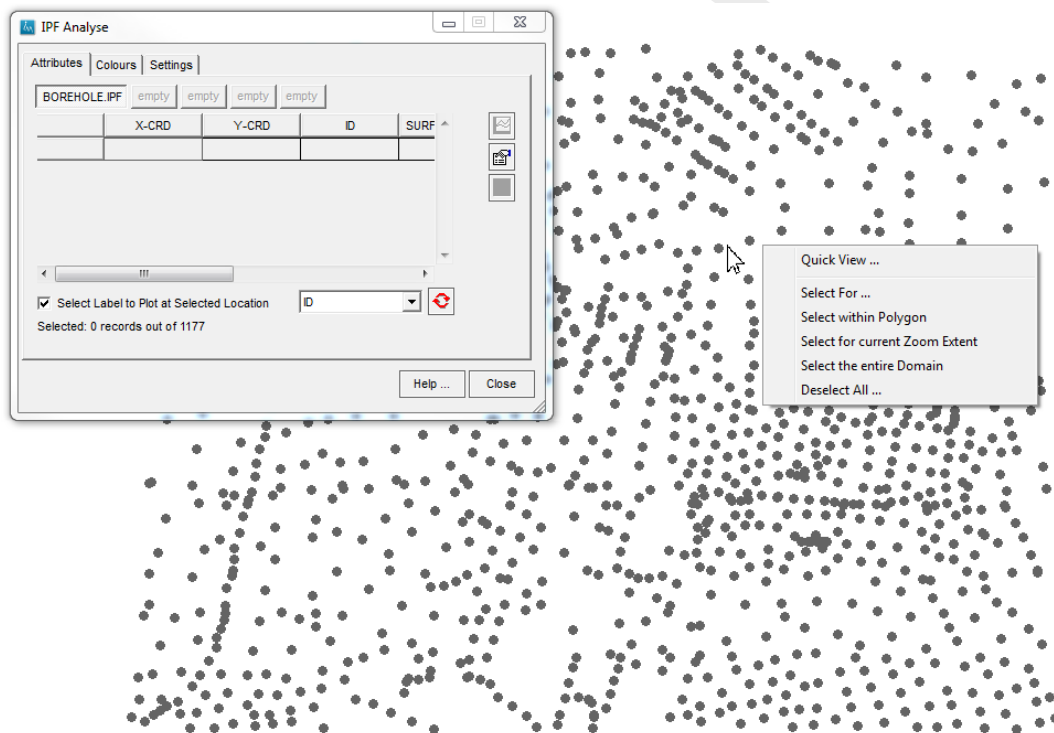 IPF Analyse
Attributes Colours Settings
BOREHOLE.IPF empty empty empty empty
X-CRD Y-CRD ID SURF
Select Label to Plot at Selected Location ID
Selected: 0 records out of 1177
Help ... Close
Quick View ...
Select For ...
Select within Polygon
Select for current Zoom Extent
Select the entire Domain
Deselect All ...